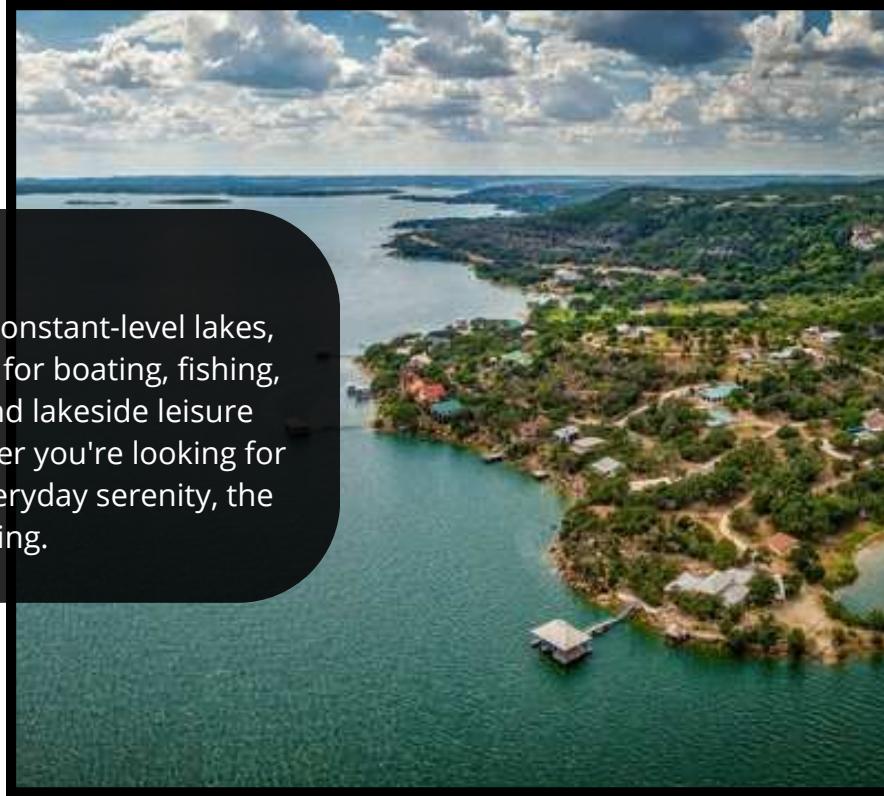 onstant-level lakes,
for boating, fishing,
nd lakeside leisure
er you're looking for
eryday serenity, the
ing.